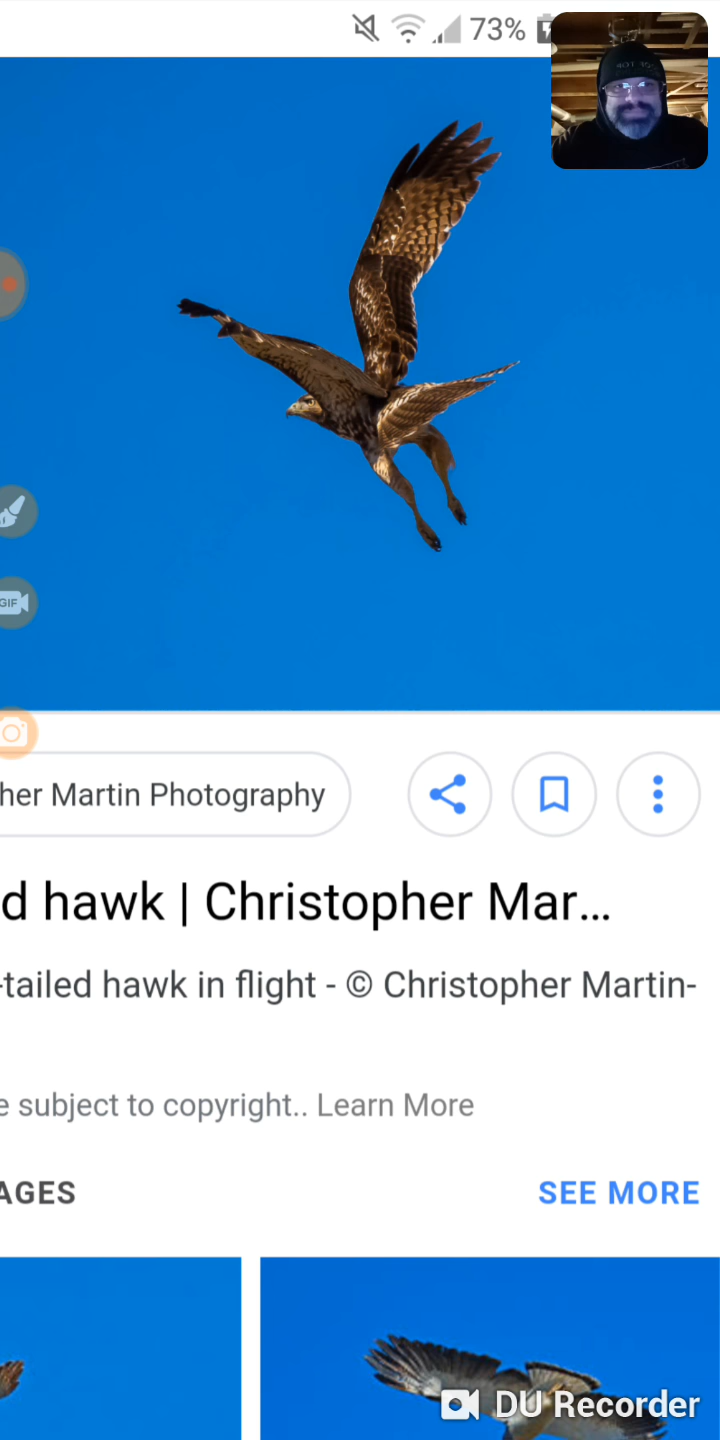 73%
GIF
her Martin Photography
d hawk | Christopher Mar...
-tailed hawk in flight - © Christopher Martin-
e subject to copyright.. Learn More
AGES
SEE MORE
DU Recorder